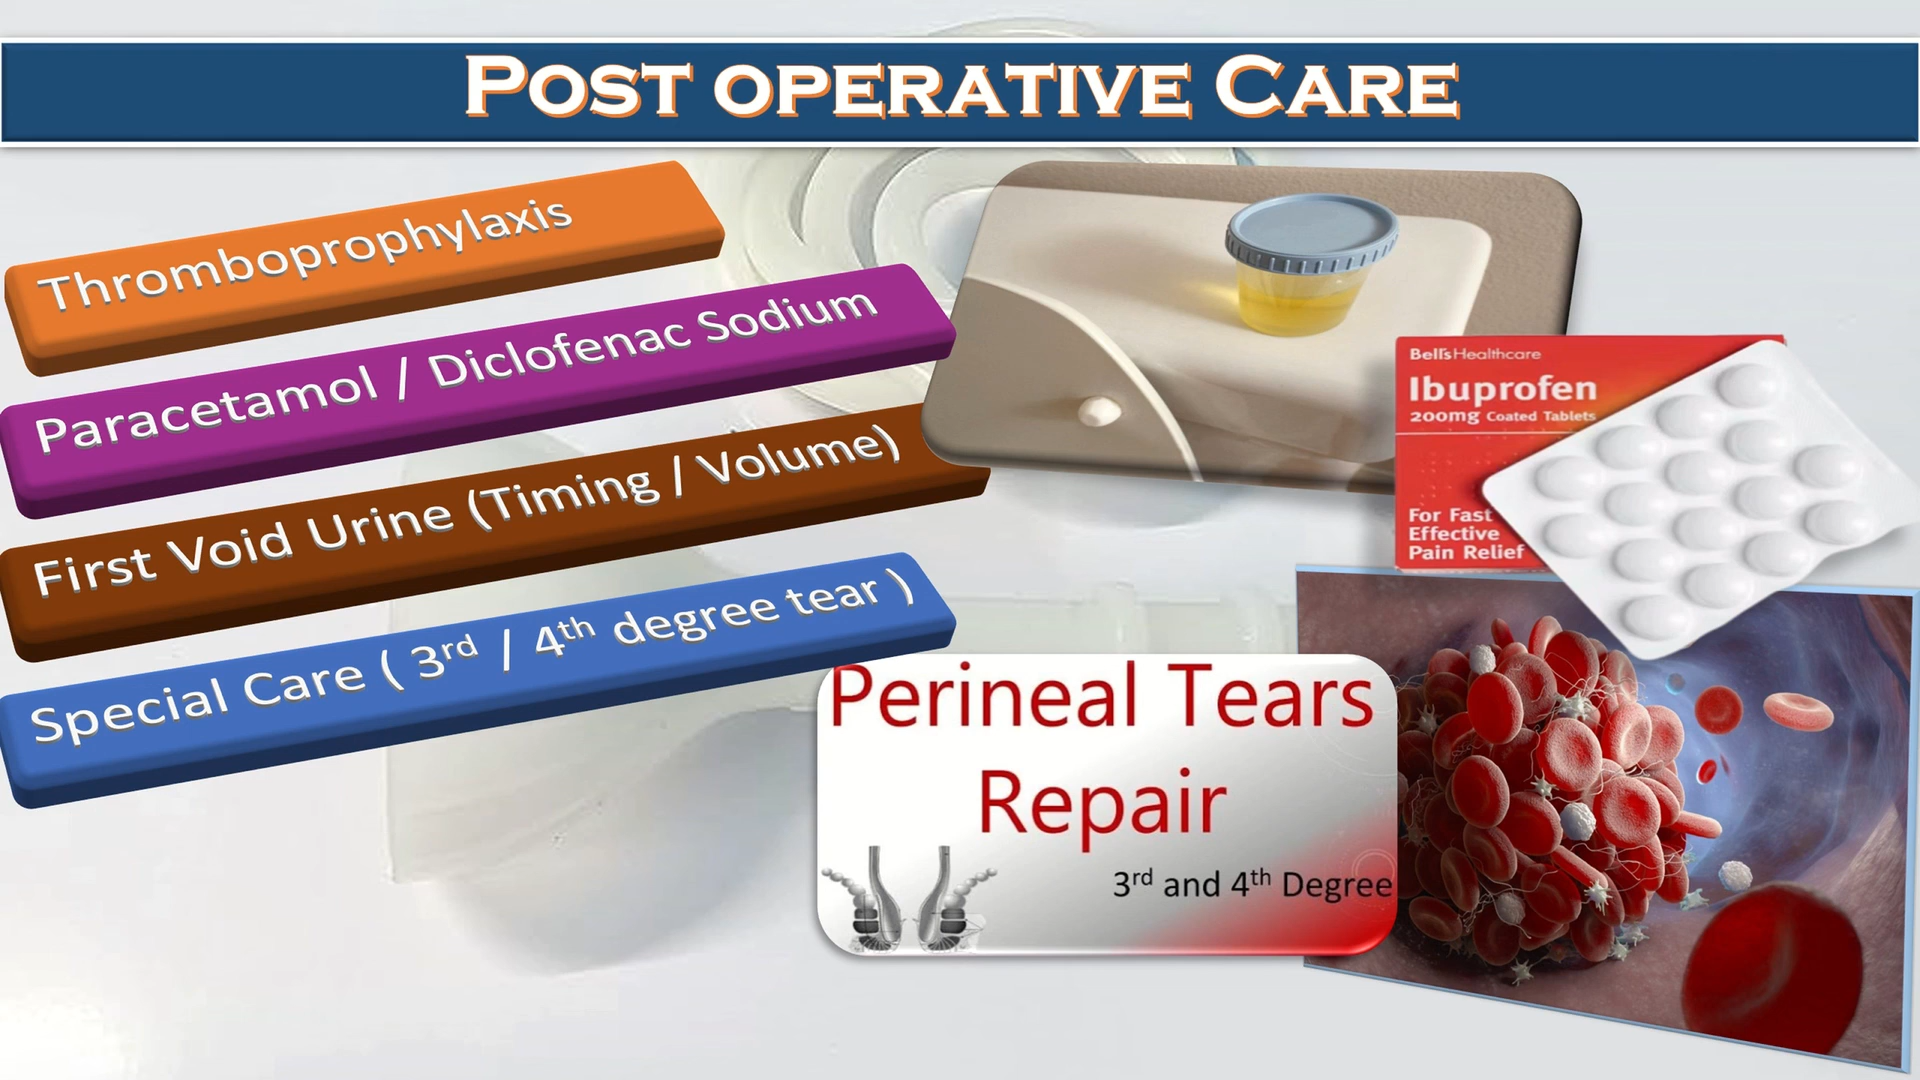 Post operative Care
Thromboprophylaxis
Paracetamol / Diclofenac Sodium
First Void Urine (Timing / Volume)
Special Care ( 3rd / 4th degree tear )
Bell's Healthcare
Ibuprofen
200mg Coated Tablets
For Fast
Effective
Pain Relief
Perineal Tears
Repair
3rd and 4th Degree